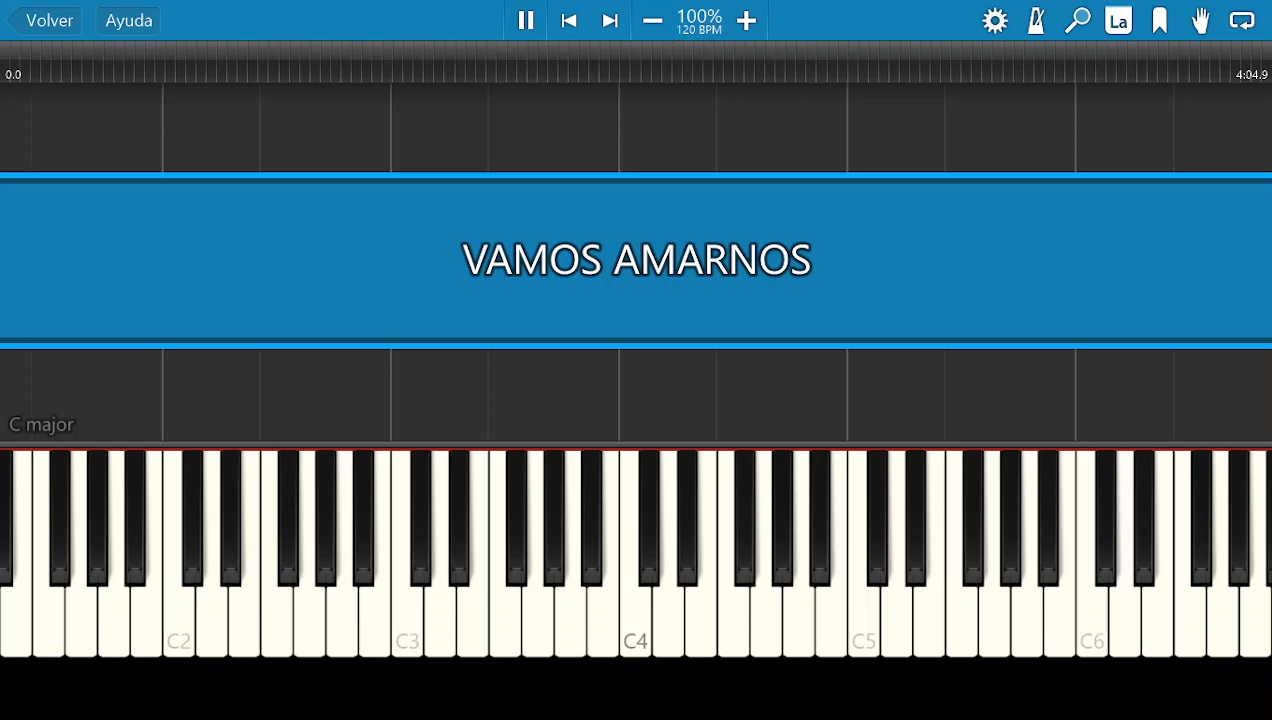 Volver
Ayuda
100%
120 BPM
La
0.0
4:04.9
VAMOS AMARNOS
C major
C2
C3
C4
C5
C6